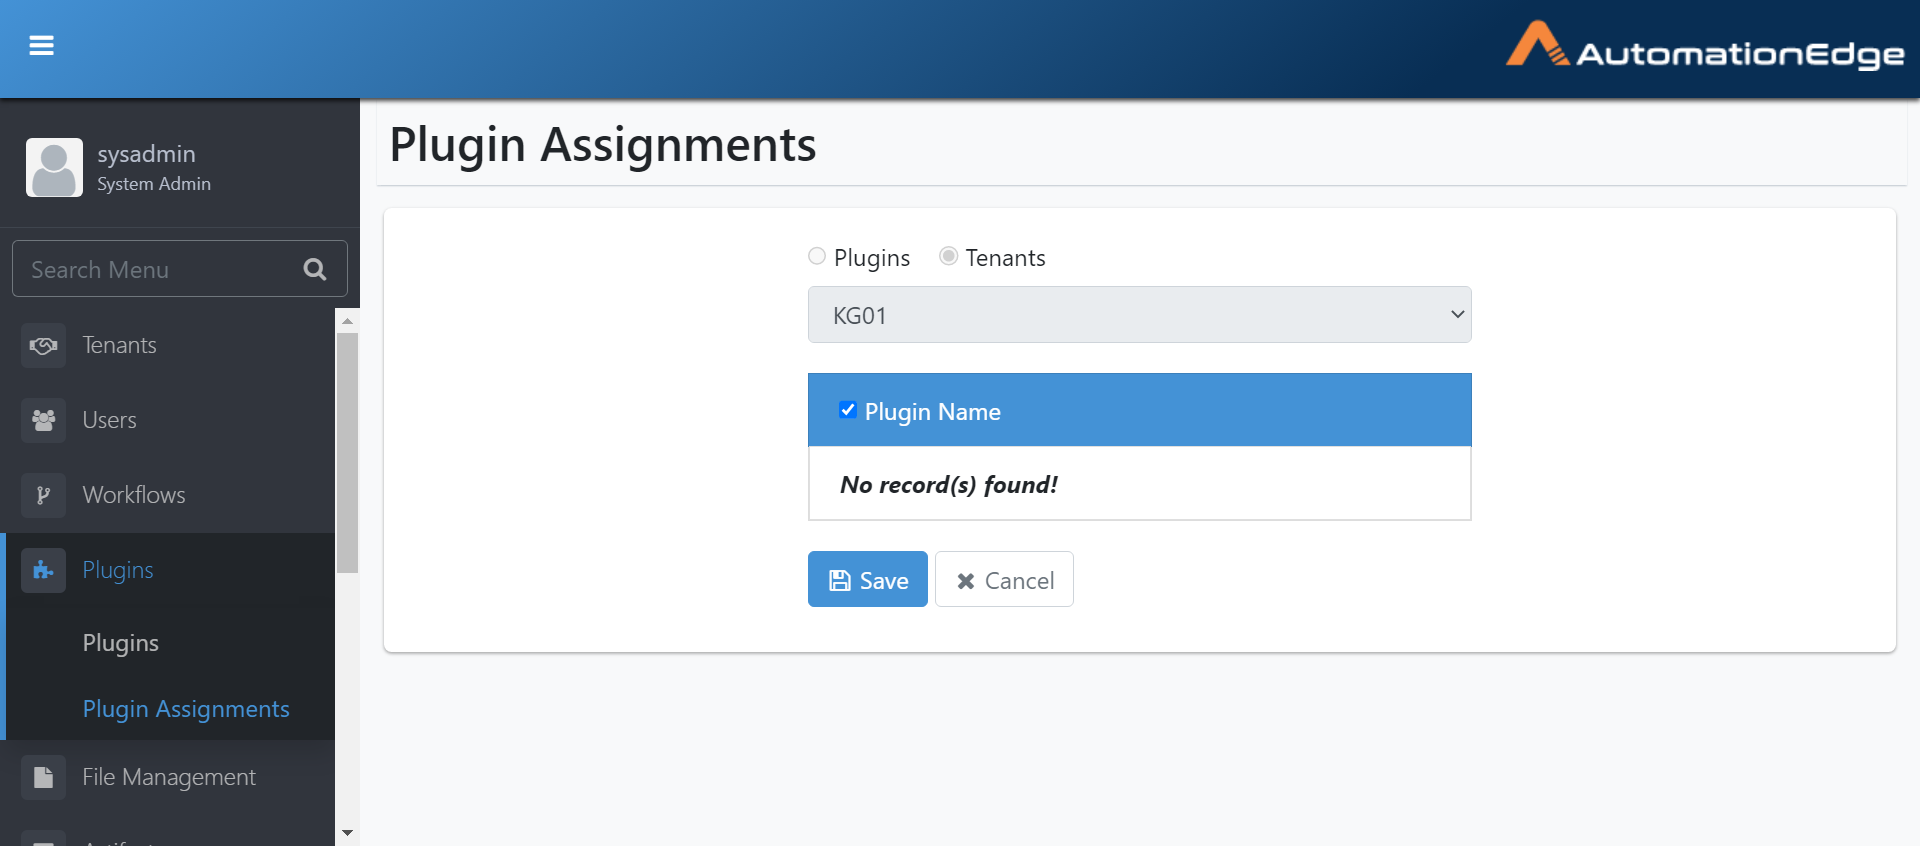 AutomationEdge
sysadmin
System Admin
Search Menu
Tenants
Users
Workflows
Plugins
Plugins
Plugin Assignments
File Management
Plugin Assignments
Plugins Tenants
KG01
Plugin Name
No record(s) found!
Save Cancel